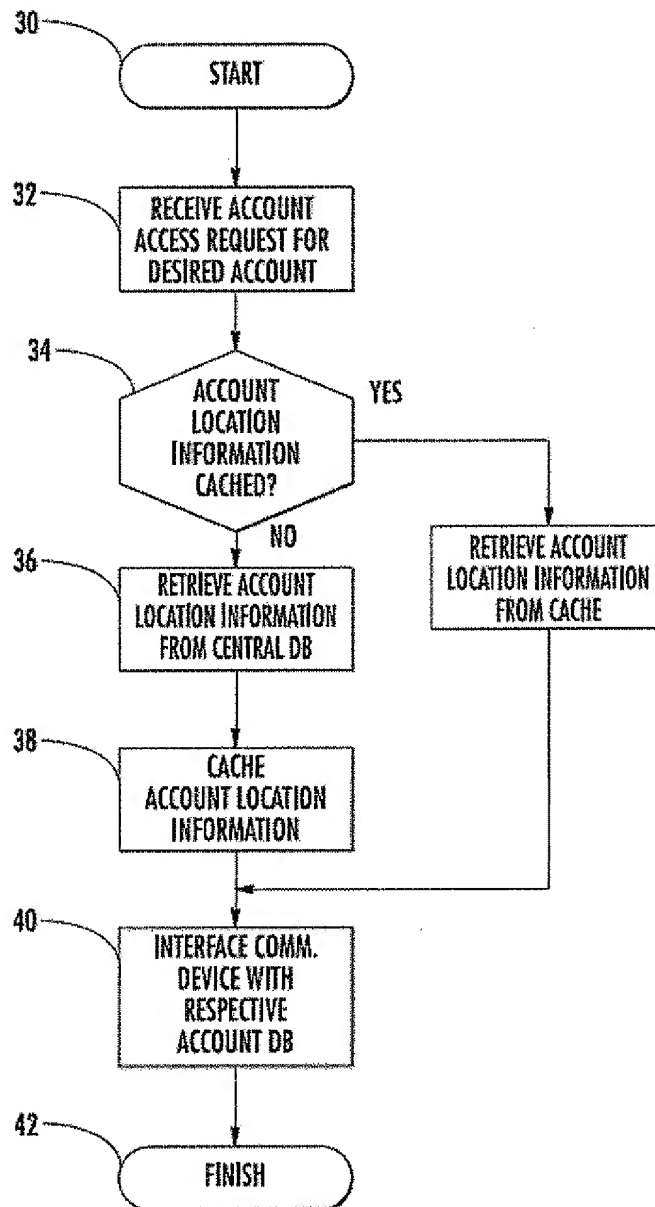 30
START
32
RECEIVE ACCOUNT
ACCESS REQUEST FOR
DESIRED ACCOUNT
34
ACCOUNT
LOCATION
INFORMATION
CACHED?
YES
NO
36
RETRIEVE ACCOUNT
LOCATION INFORMATION
FROM CENTRAL DB
RETRIEVE ACCOUNT
LOCATION INFORMATION
FROM CACHE
38
CACHE
ACCOUNT LOCATION
INFORMATION
40
INTERFACE COMM.
DEVICE WITH
RESPECTIVE
ACCOUNT DB
42
FINISH